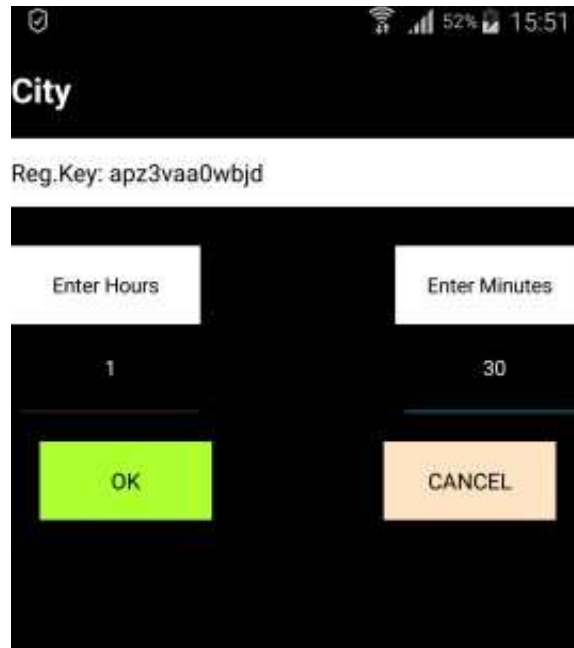 52% 15:51
City
Reg.Key: apz3vaa0wbjd
Enter Hours Enter Minutes
1 30
OK CANCEL